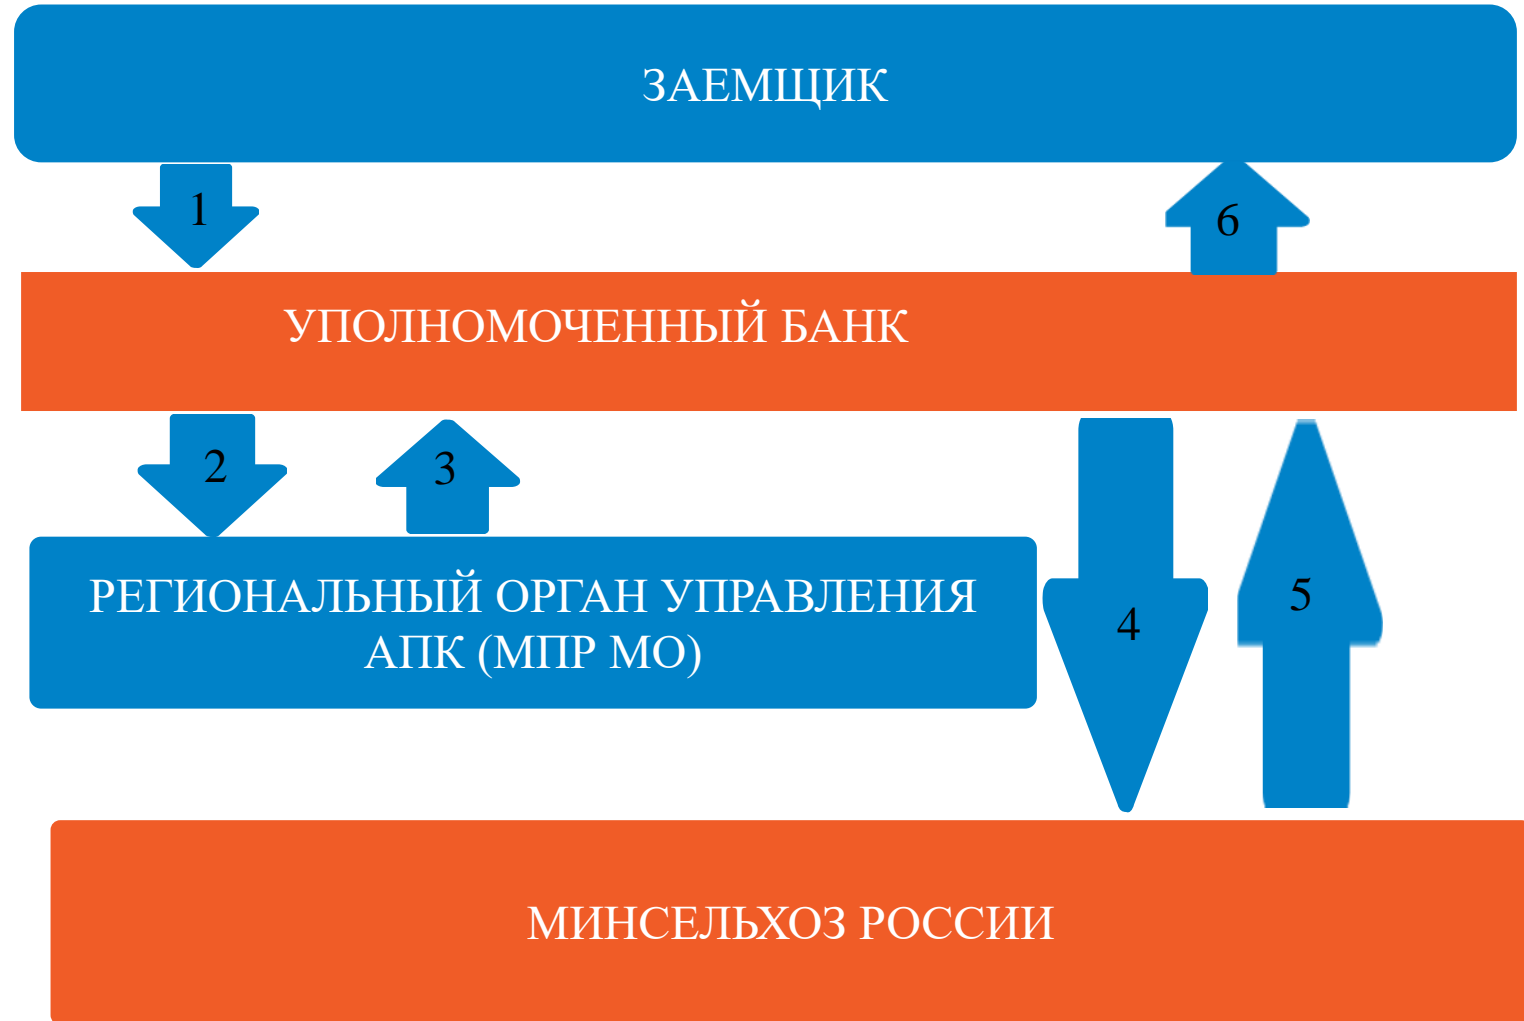 ЗАЕМЩИК
1
6
УПОЛНОМОЧЕННЫЙ БАНК
2
3
РЕГИОНАЛЬНЫЙ ОРГАН УПРАВЛЕНИЯ
АПК (МПР МО)
4
5
МИНСЕЛЬХОЗ РОССИИ